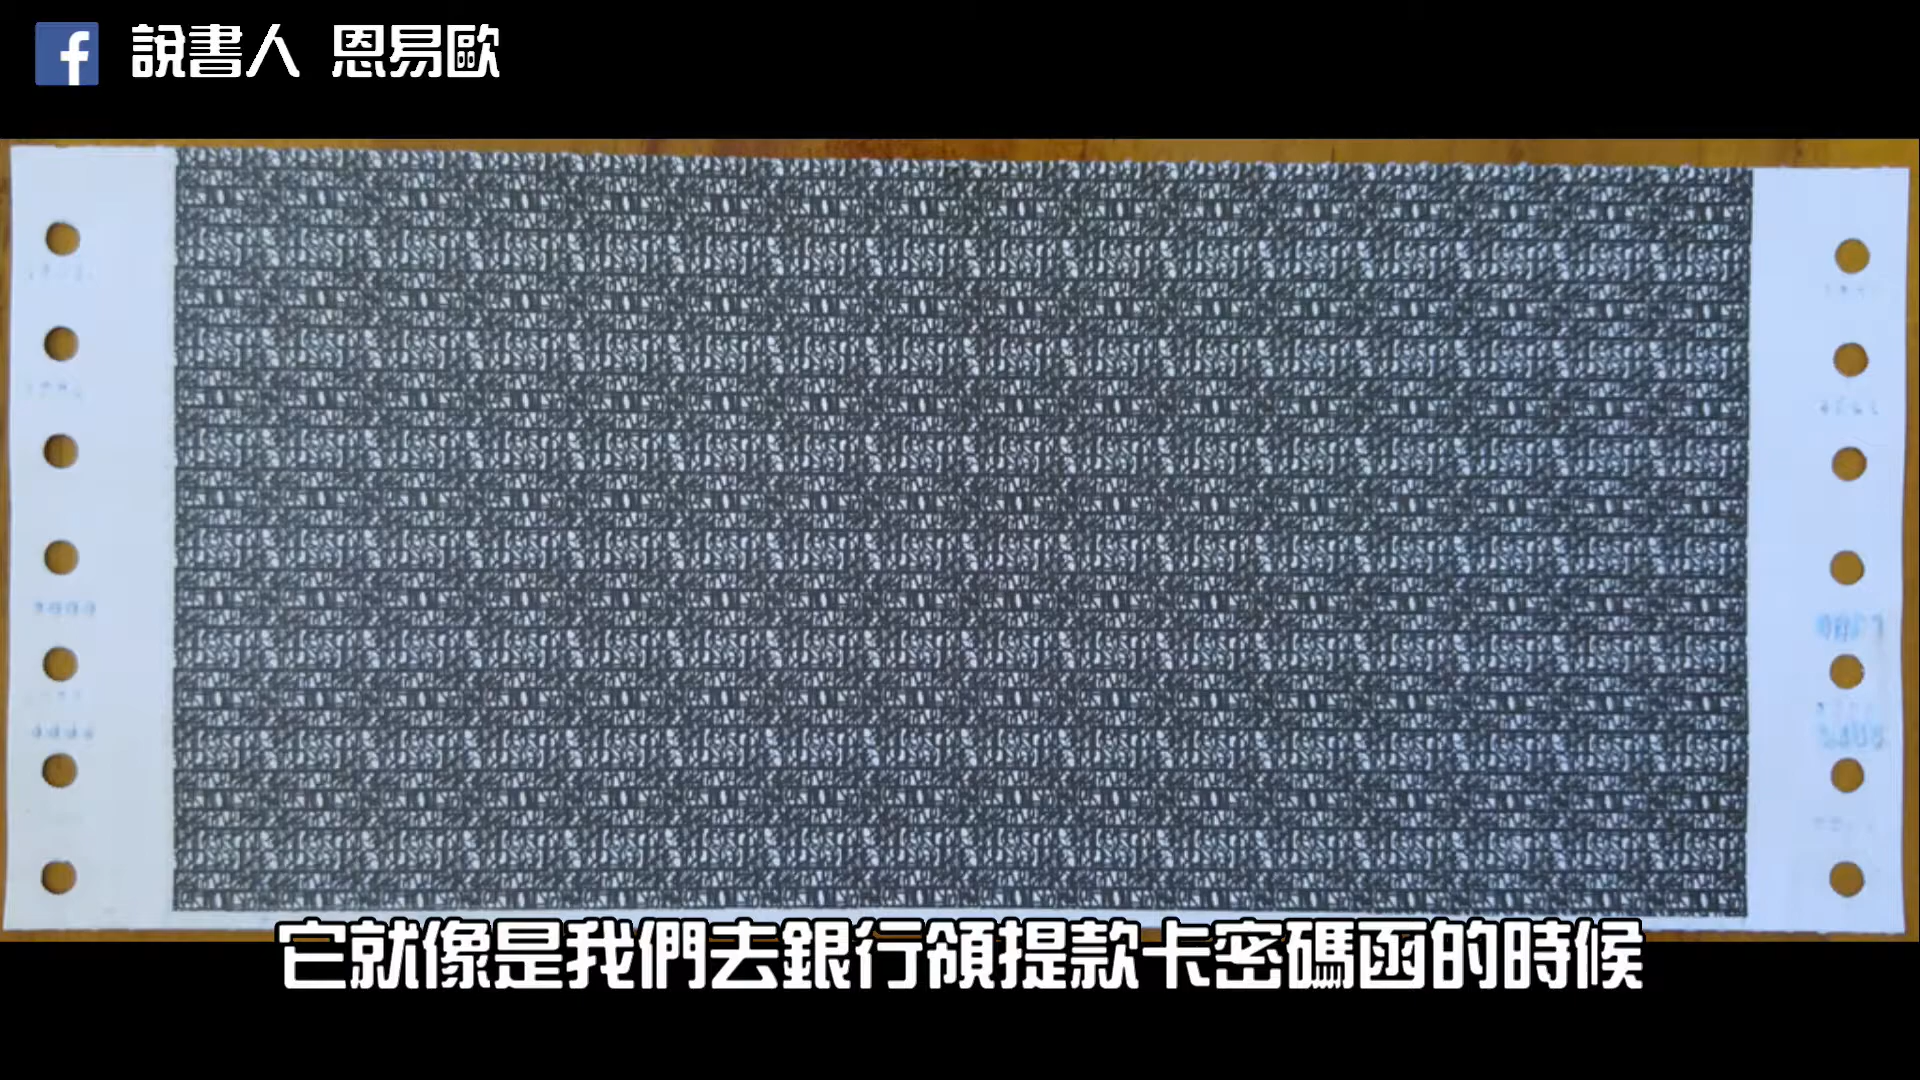 說書人 恩易歐
它就像是我們去銀行領提款卡密碼函的時候